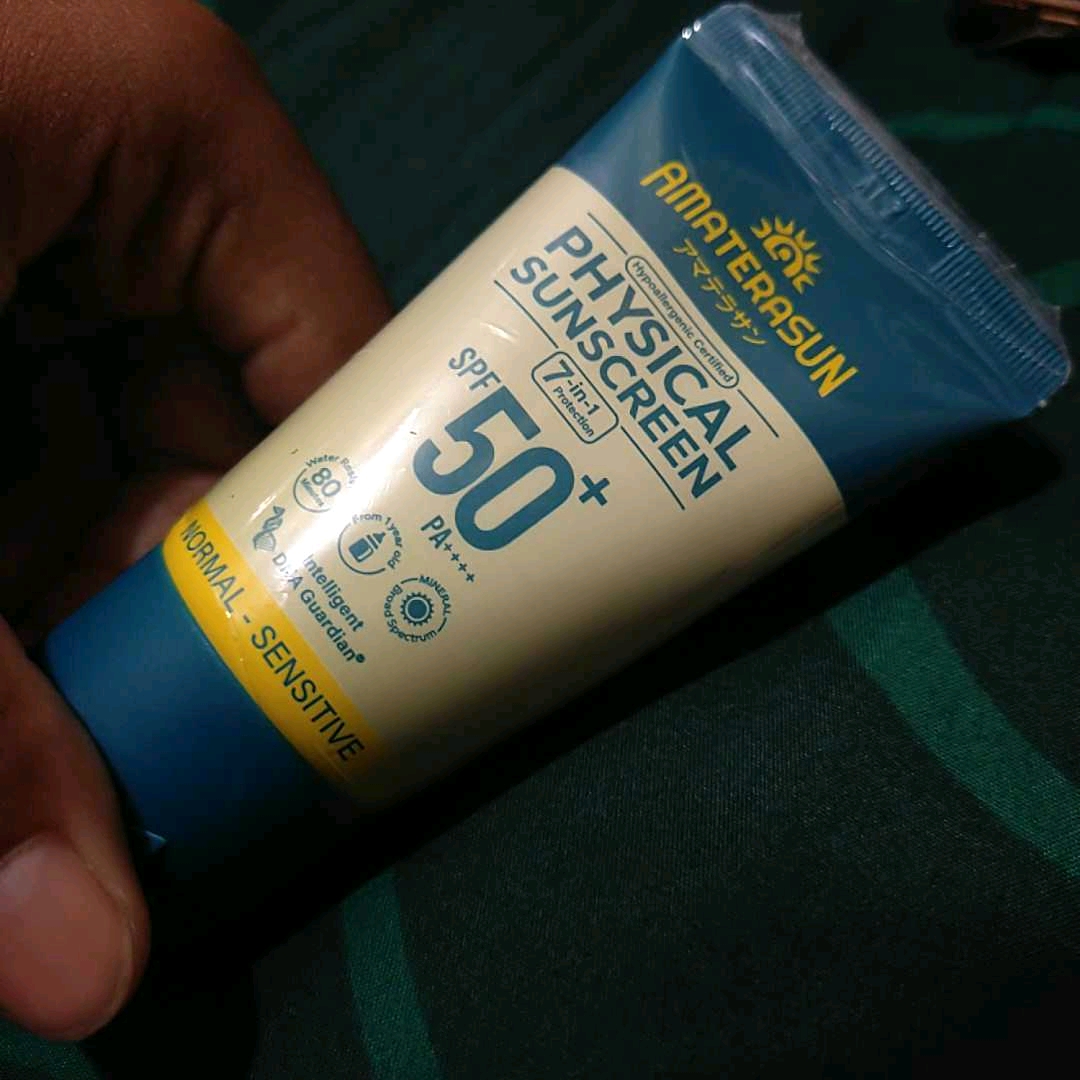 AMATERASUN
アマテラサン
Hypoallergenic Certified
PHYSICAL
SUNSCREEN
7-in-1
Protection
SPF 50+
PA++++
Water Resist
80
Minutes
From 1 year old
MINERAL
Broad Spectrum
Intelligent
DNA Guardian®
NORMAL - SENSITIVE